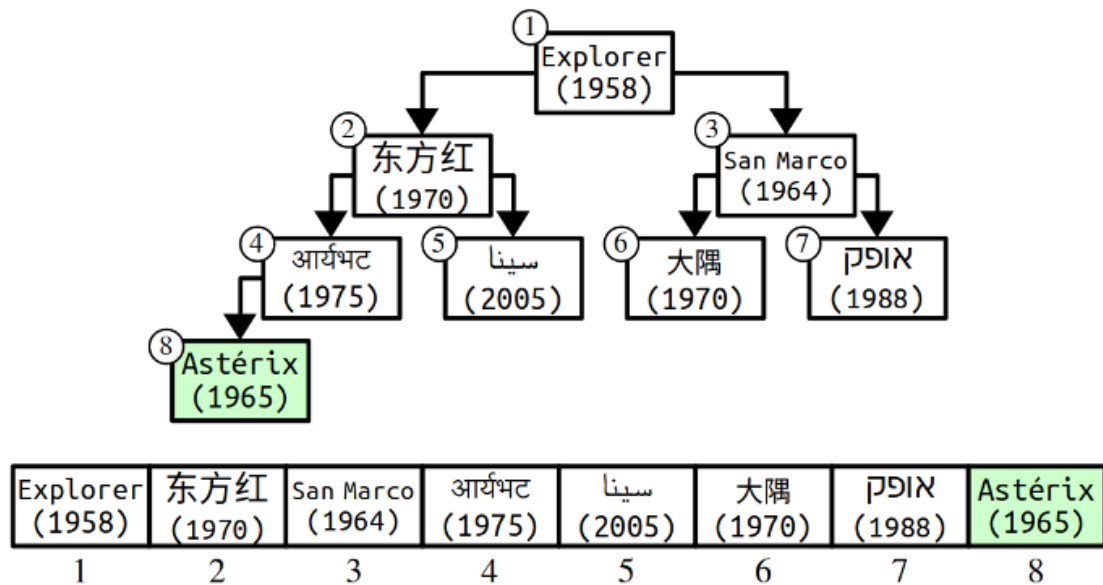 1
Explorer
(1958)
2
东方红
(1970)
3
San Marco
(1964)
4
आर्यभट
(1975)
5
سينا
(2005)
6
大隅
(1970)
7
אופק
(1988)
8
Astérix
(1965)
Explorer
(1958)
东方红
(1970)
San Marco
(1964)
आर्यभट
(1975)
سينا
(2005)
大隅
(1970)
אופק
(1988)
Astérix
(1965)
1 2 3 4 5 6 7 8